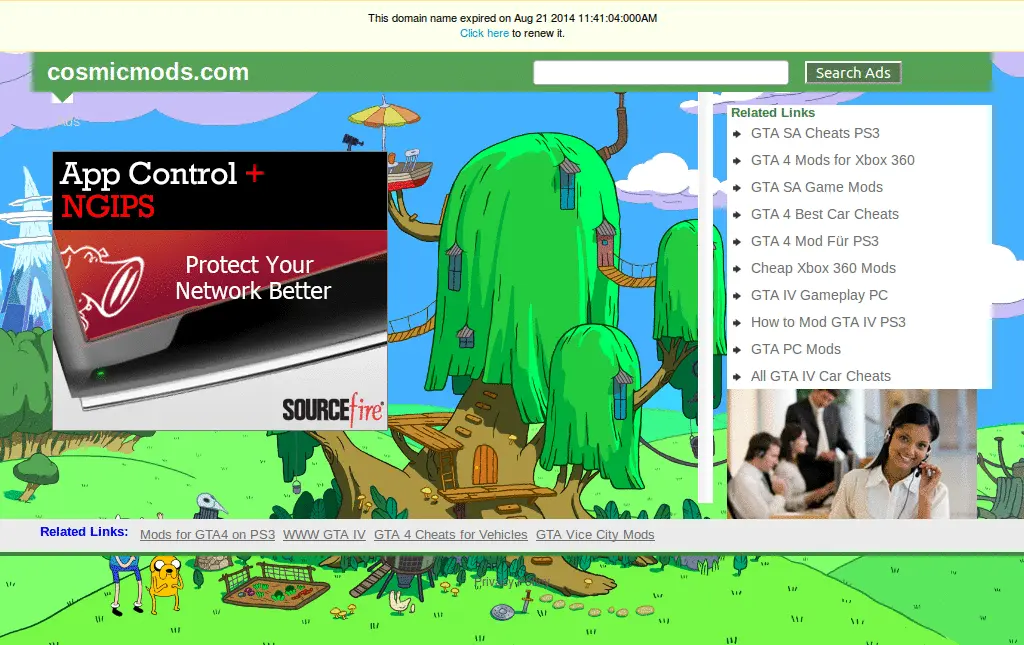 This domain name expired on Aug 21 2014 11:41:04:000AM
Click here to renew it.
cosmicmods.com
Search Ads
Ads
App Control +
NGIPS
Protect Your
Network Better
SOURCEfire®
Related Links
GTA SA Cheats PS3
GTA 4 Mods for Xbox 360
GTA SA Game Mods
GTA 4 Best Car Cheats
GTA 4 Mod Für PS3
Cheap Xbox 360 Mods
GTA IV Gameplay PC
How to Mod GTA IV PS3
GTA PC Mods
All GTA IV Car Cheats
Related Links: Mods for GTA4 on PS3 WWW GTA IV GTA 4 Cheats for Vehicles GTA Vice City Mods